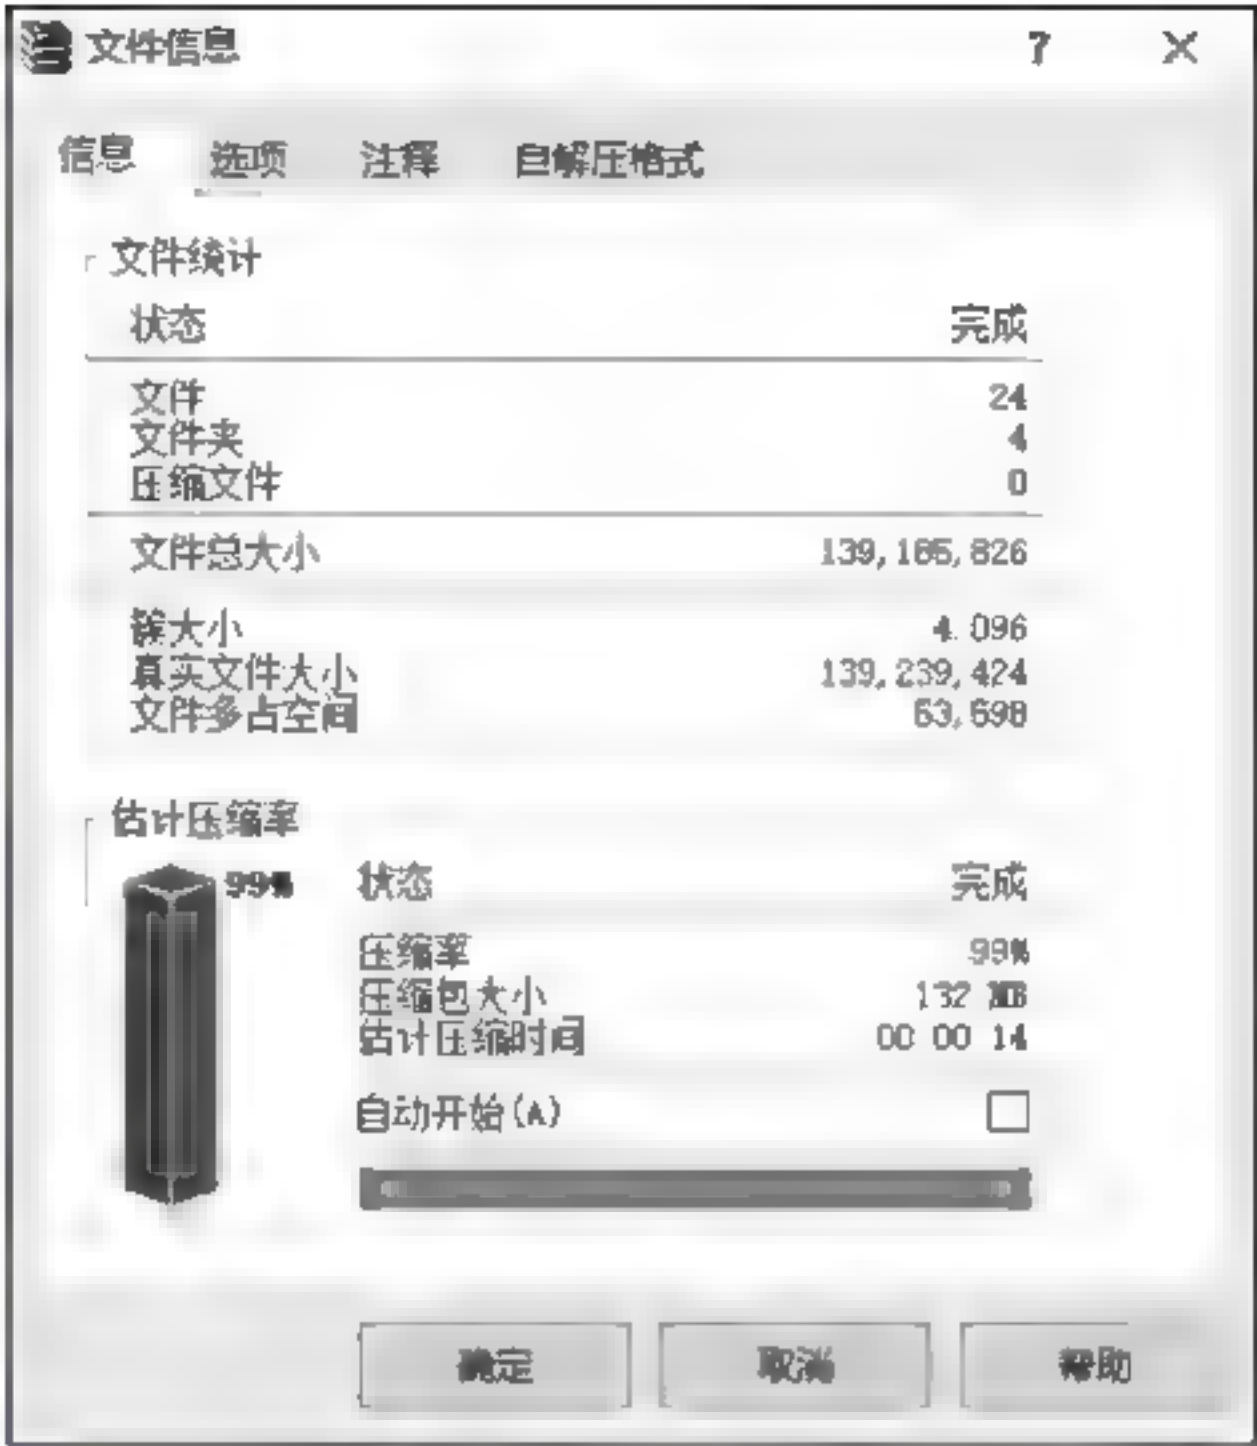 文件信息
信息 选项 注释 自解压格式
文件统计
状态 完成
文件 24
文件夹 4
压缩文件 0
文件总大小
簇大小 4,096
真实文件大小 139,239,424
文件多占空间
估计压缩率
99% 状态 完成
压缩率 99%
压缩包大小 132 MB
估计压缩时间 00:00:14
自动开始(A)
确定 取消 帮助